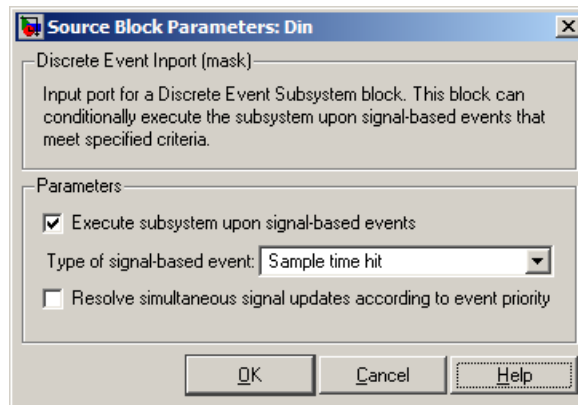 Source Block Parameters: Din
Discrete Event Inport (mask)
Input port for a Discrete Event Subsystem block. This block can
conditionally execute the subsystem upon signal-based events that
meet specified criteria.
Parameters
Execute subsystem upon signal-based events
Type of signal-based event: Sample time hit
Resolve simultaneous signal updates according to event priority
OK Cancel Help